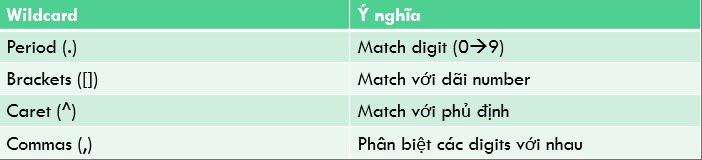 Wildcard Ý nghĩa
Period (.) Match digit (0→9)
Brackets ([]) Match với dãi number
Caret (^) Match với phủ định
Commas (,) Phân biệt các digits với nhau